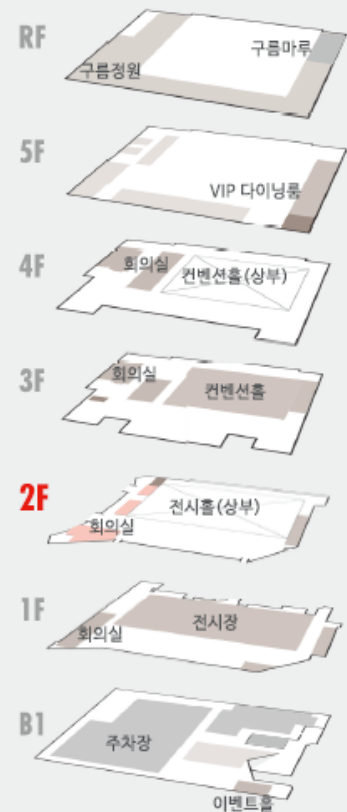 RF
구름마루
구름정원
5F
VIP 다이닝룸
4F
회의실
컨벤션홀(상부)
3F
회의실
컨벤션홀
2F
전시홀(상부)
회의실
1F
전시장
회의실
B1
주차장
이벤트홀